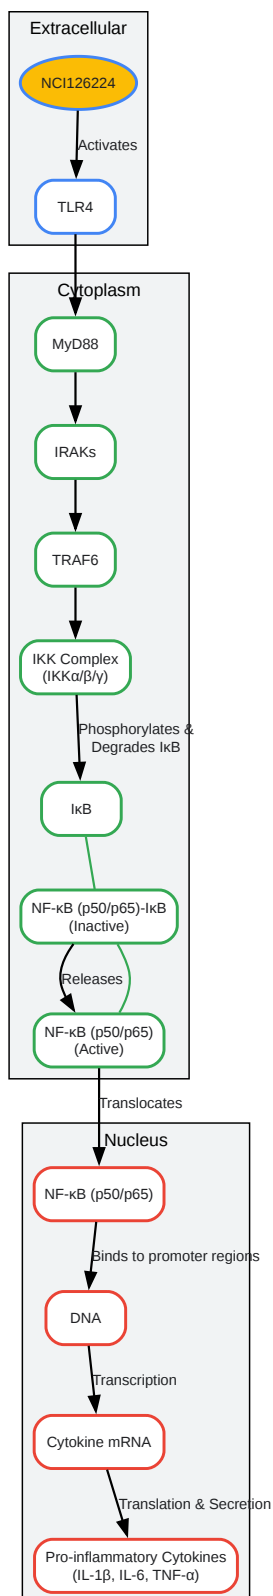 Extracellular
NCI126224
Activates
TLR4
Cytoplasm
MyD88
IRAKs
TRAF6
IKK Complex
(IKKα/β/γ)
Phosphorylates &
Degrades IκB
IκB
NF-κB (p50/p65)-IκB
(Inactive)
Releases
NF-κB (p50/p65)
(Active)
Translocates
Nucleus
NF-κB (p50/p65)
Binds to promoter regions
DNA
Transcription
Cytokine mRNA
Translation & Secretion
Pro-inflammatory Cytokines
(IL-1β, IL-6, TNF-α)